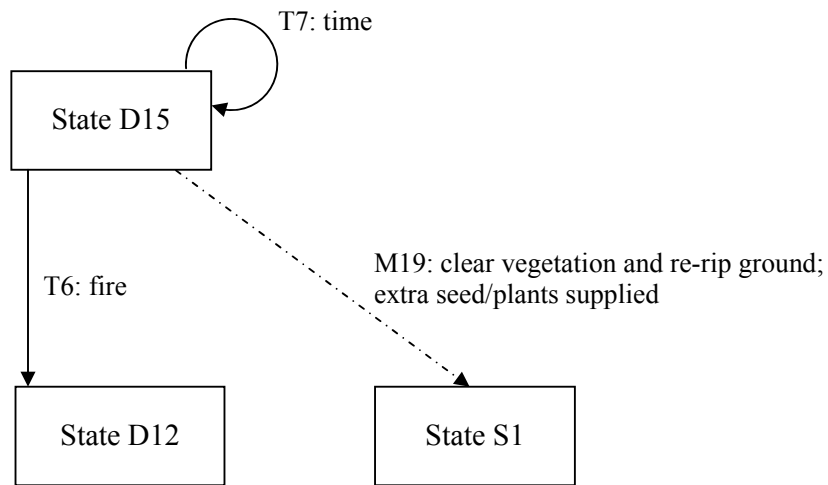 T7: time
State D15
M19: clear vegetation and re-rip ground;
extra seed/plants supplied
T6: fire
State D12
State S1